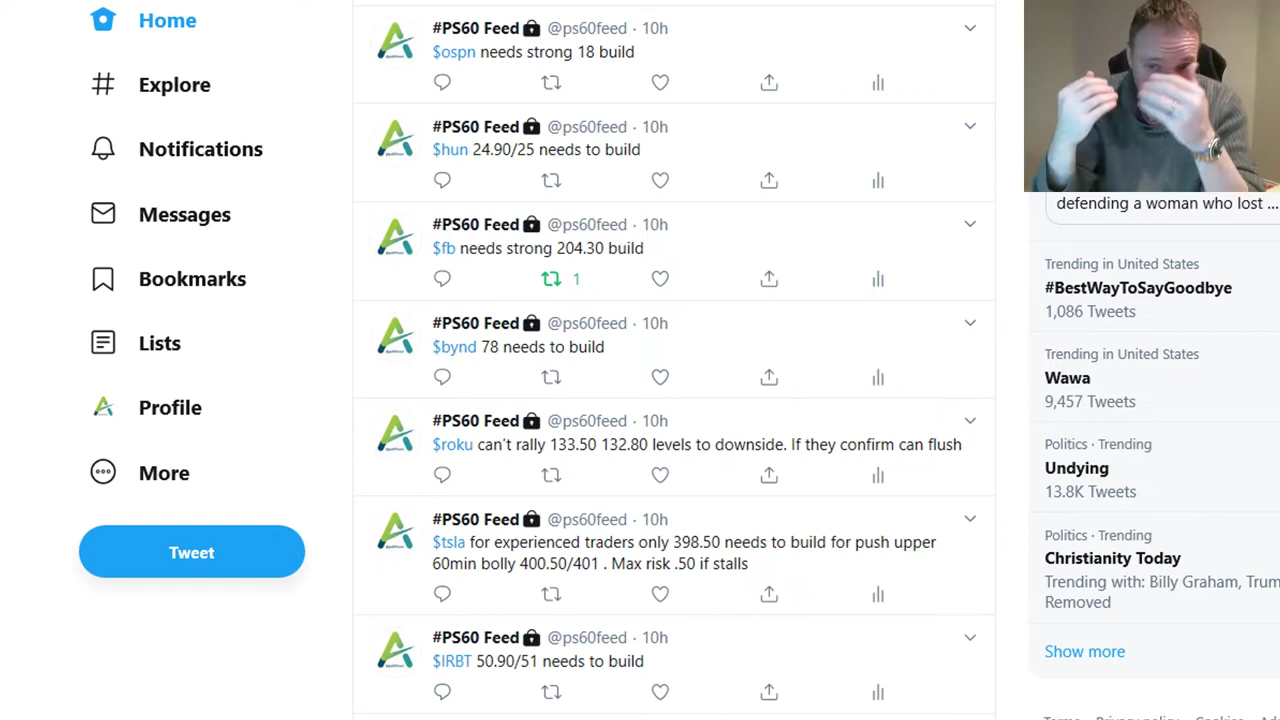 Home
Explore
Notifications
Messages
Bookmarks
Lists
Profile
More
Tweet
#PS60 Feed @ps60feed · 10h
$ospn needs strong 18 build
#PS60 Feed @ps60feed · 10h
$hun 24.90/25 needs to build
#PS60 Feed @ps60feed · 10h
$fb needs strong 204.30 build
1
#PS60 Feed @ps60feed · 10h
$bynd 78 needs to build
#PS60 Feed @ps60feed · 10h
$roku can't rally 133.50 132.80 levels to downside. If they confirm can flush
#PS60 Feed @ps60feed · 10h
$tsla for experienced traders only 398.50 needs to build for push upper
60min bolly 400.50/401 . Max risk .50 if stalls
#PS60 Feed @ps60feed · 10h
$IRBT 50.90/51 needs to build
defending a woman who lost ...
Trending in United States
#BestWayToSayGoodbye
1,086 Tweets
Trending in United States
Wawa
9,457 Tweets
Politics · Trending
Undying
13.8K Tweets
Politics · Trending
Christianity Today
Trending with: Billy Graham, Trum
Removed
Show more